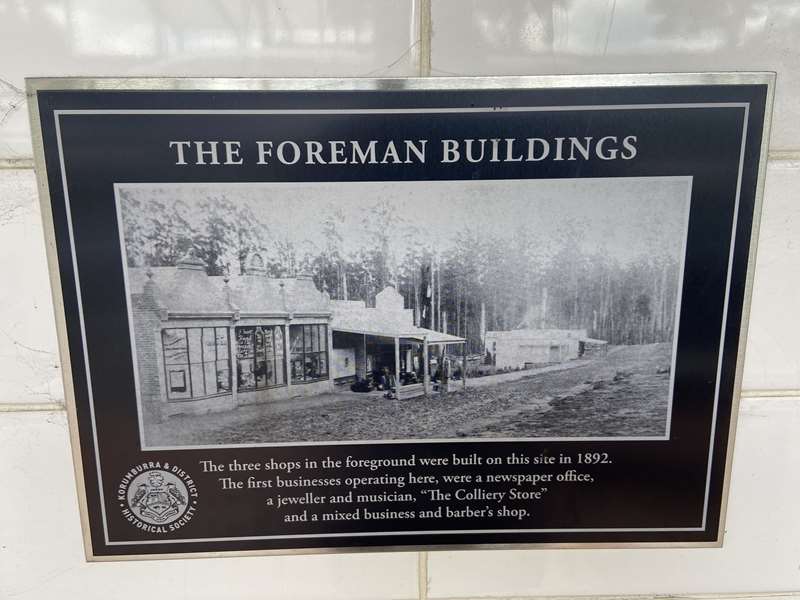 THE FOREMAN BUILDINGS
The three shops in the foreground were built on this site in 1892.
The first businesses operating here, were a newspaper office,
a jeweller and musician, “The Colliery Store”
and a mixed business and barber's shop.
KORUMBURRA & DISTRICT
HISTORICAL SOCIETY